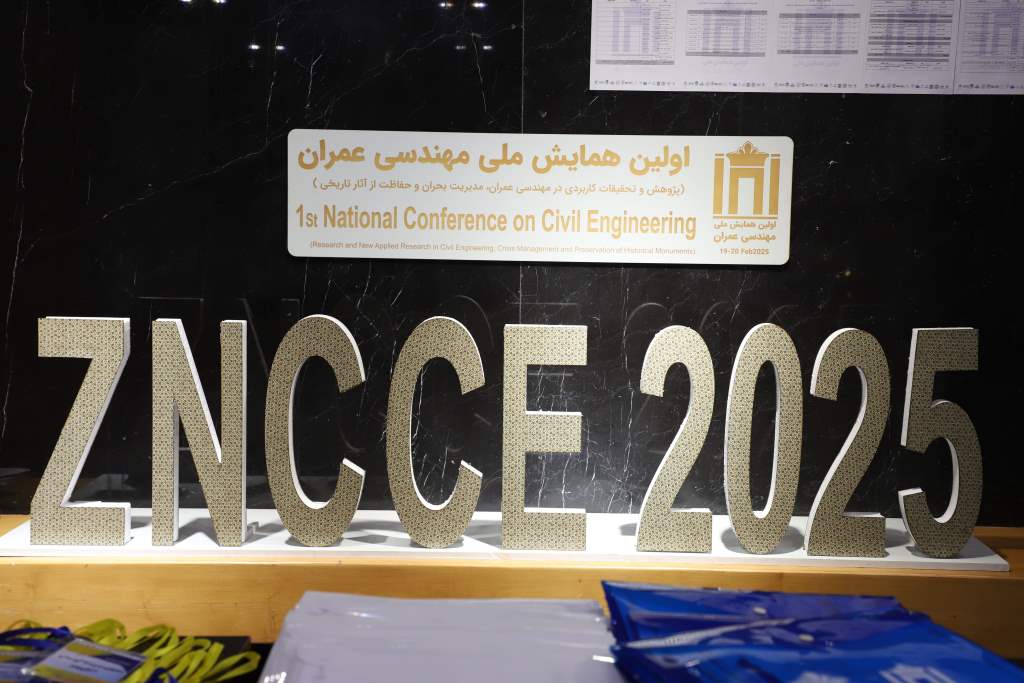 اولین همایش ملی مهندسی عمران
(پژوهش و تحقیقات کاربردی در مهندسی عمران، مدیریت بحران و حفاظت از آثار تاریخی )
1st National Conference on Civil Engineering
(Research and New Applied Research in Civil Engineering, Crisis Management and Preservation of Historical Monuments)
اولین همایش ملی
مهندسی عمران
19-20 Feb2025
ZNCCE 2025